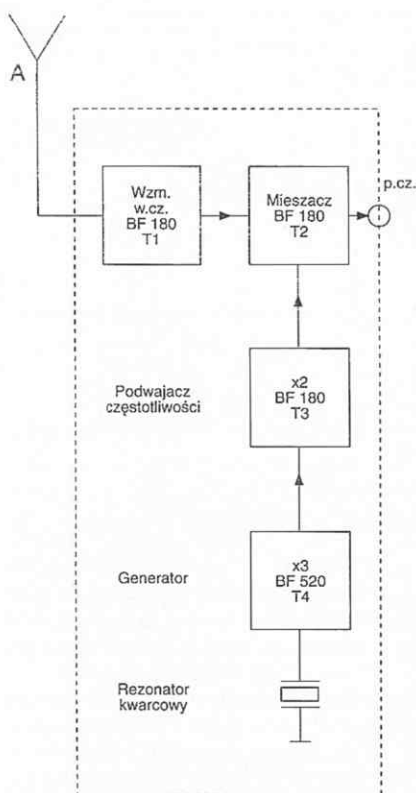 A
Wzm.
w.cz.
BF 180
T1
Mieszacz
BF 180
T2
p.cz.
Podwajacz
częstotliwości
x2
BF 180
T3
Generator
x3
BF 520
T4
Rezonator
kwarcowy